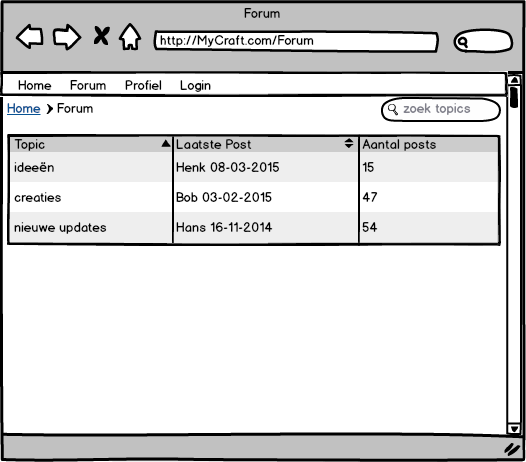 Forum
http://MyCraft.com/Forum
Home Forum Profiel Login
Home Forum
zoek topics
Topic Laatste Post Aantal posts
ideeën Henk 08-03-2015 15
creaties Bob 03-02-2015 47
nieuwe updates Hans 16-11-2014 54